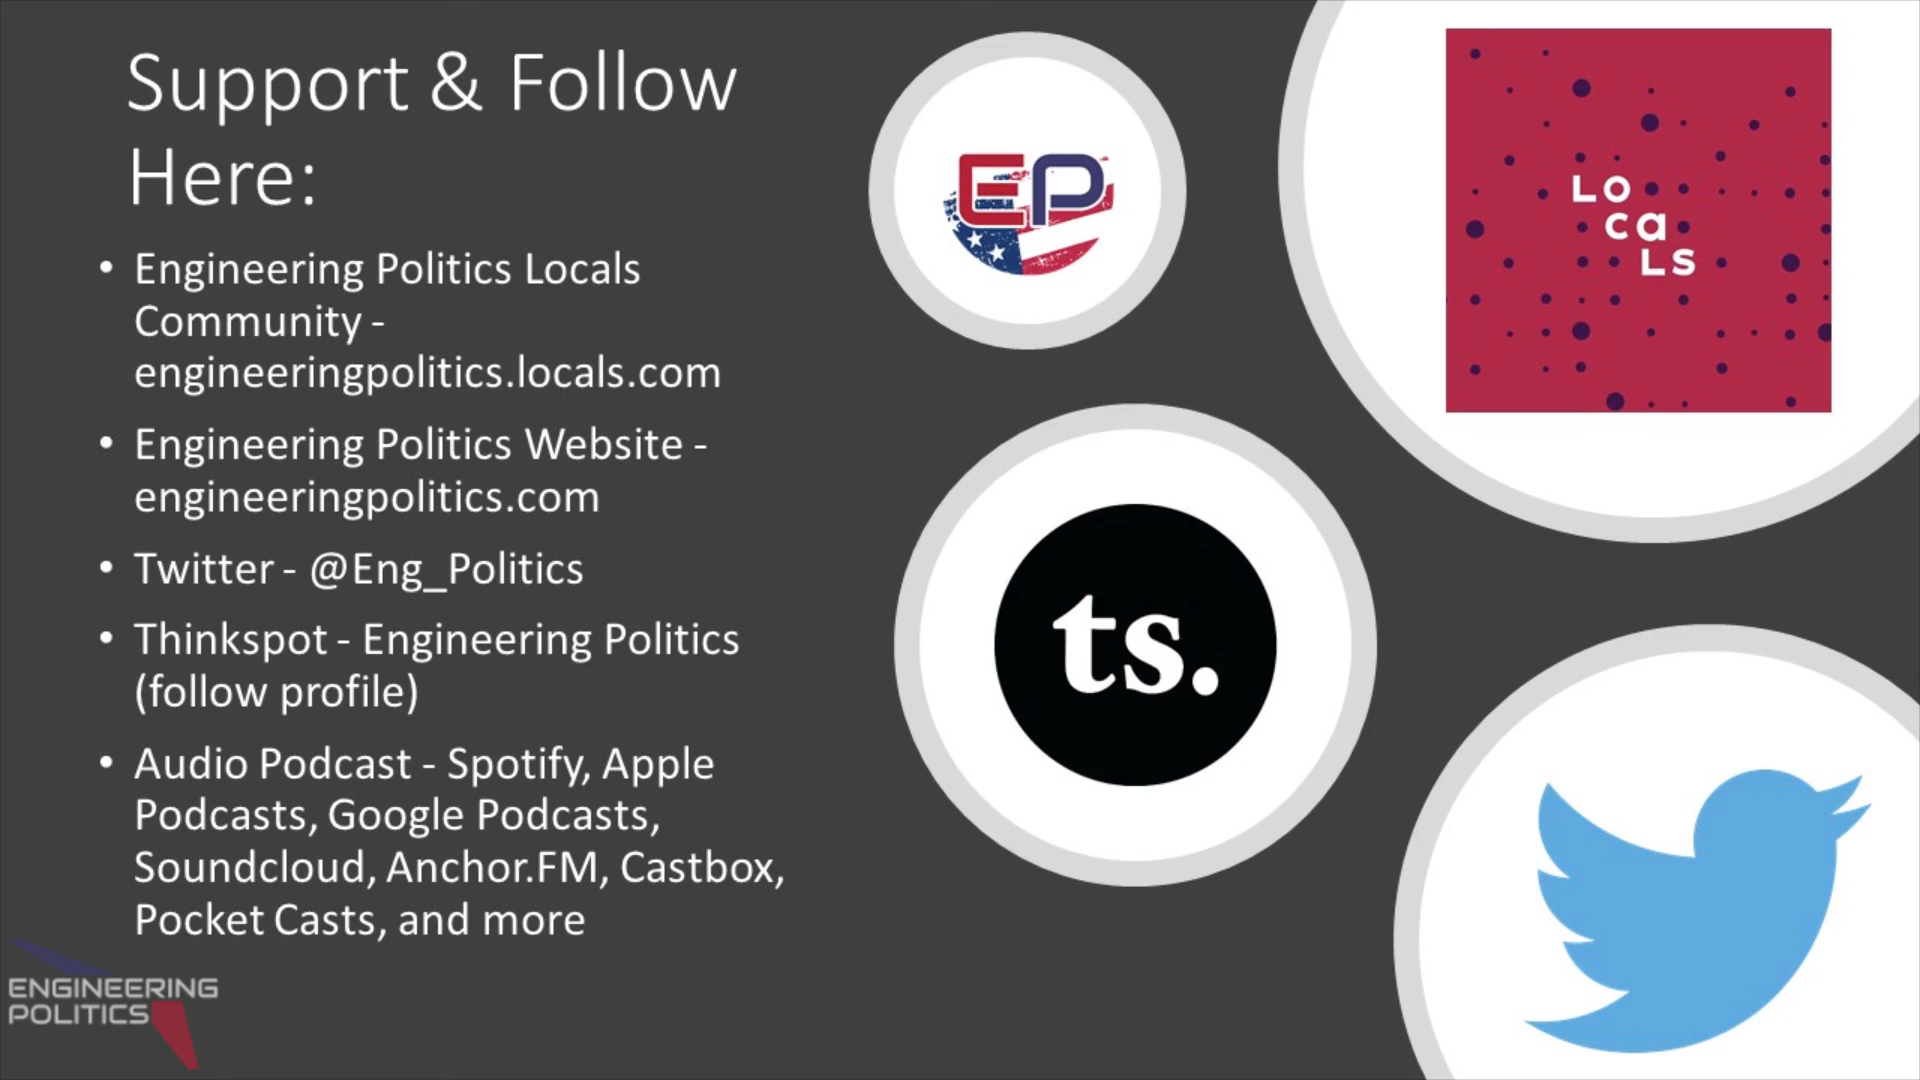 Support & Follow
Here:
• Engineering Politics Locals
Community -
engineeringpolitics.locals.com
• Engineering Politics Website -
engineeringpolitics.com
• Twitter - @Eng_Politics
• Thinkspot - Engineering Politics
(follow profile)
• Audio Podcast - Spotify, Apple
Podcasts, Google Podcasts,
Soundcloud, Anchor.FM, Castbox,
Pocket Casts, and more
ENGINEERING
POLITICS
EP
LO
ca
LS
ts.